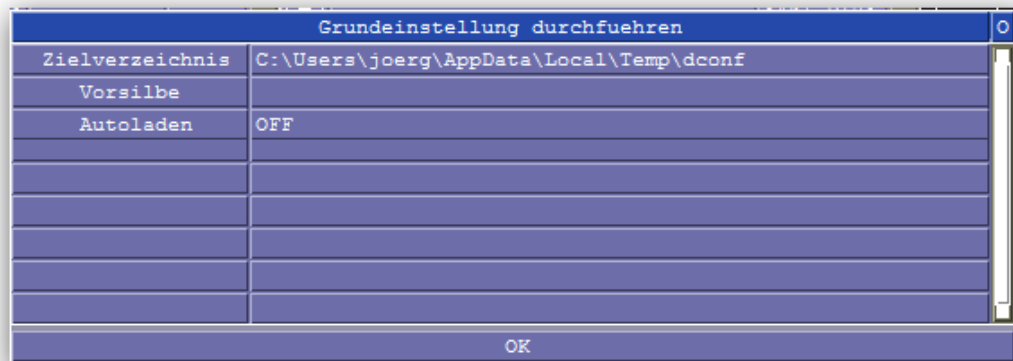 Grundeinstellung durchfuehren O
Zielverzeichnis C:\Users\joerg\AppData\Local\Temp\dconf
Vorsilbe
Autoladen OFF
OK